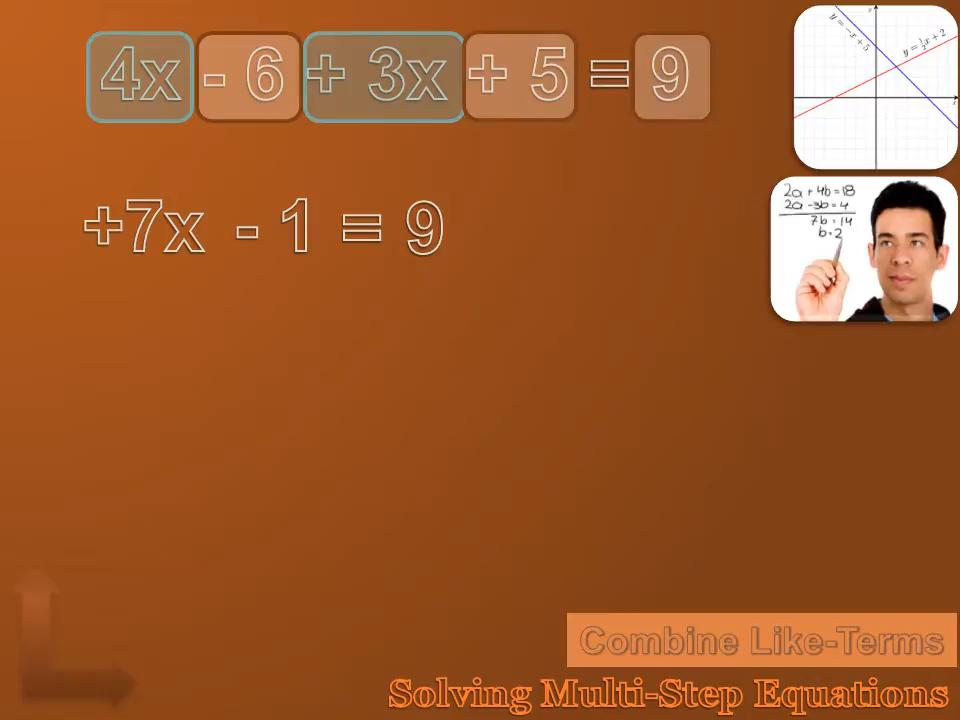 4x - 6 + 3x + 5 = 9
+7x - 1 = 9
y = -x + 5
y = ½x + 2
y
x
2a + 4b = 18
2a - 3b = 4
7b = 14
b = 2
Combine Like-Terms
Solving Multi-Step Equations